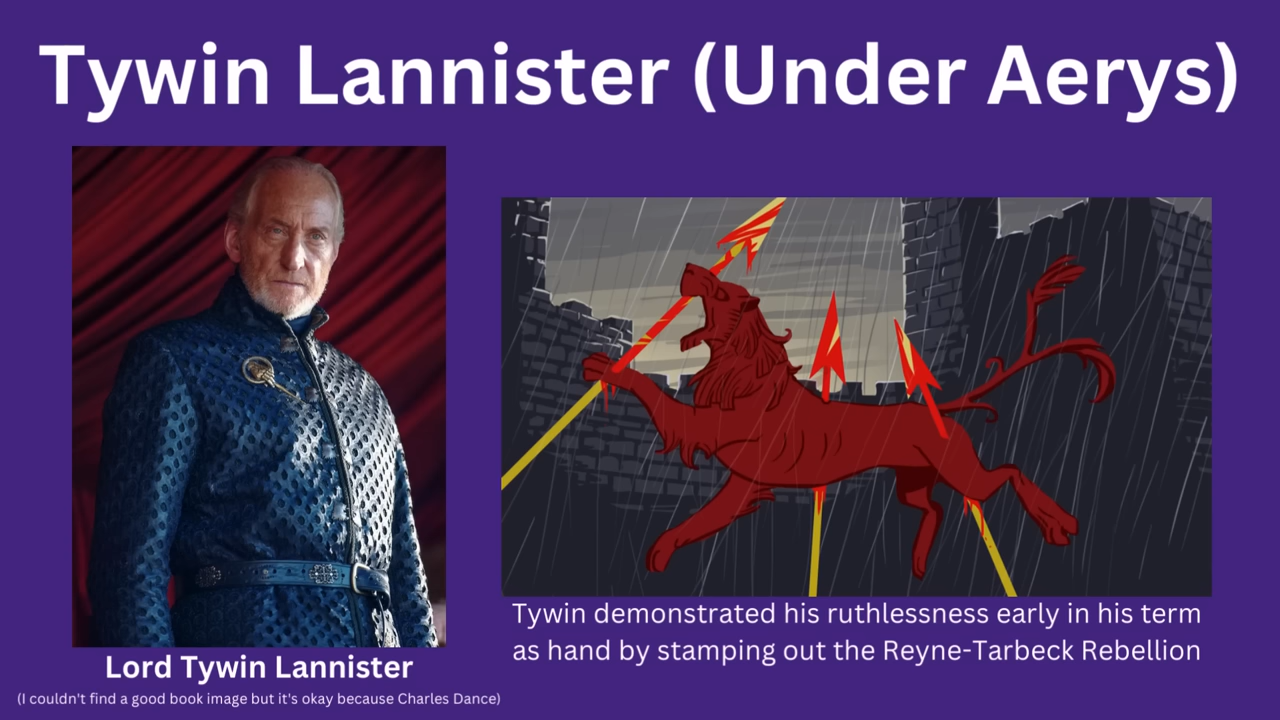 Tywin Lannister (Under Aerys)
Lord Tywin Lannister
(I couldn't find a good book image but it's okay because Charles Dance)
Tywin demonstrated his ruthlessness early in his term
as hand by stamping out the Reyne-Tarbeck Rebellion